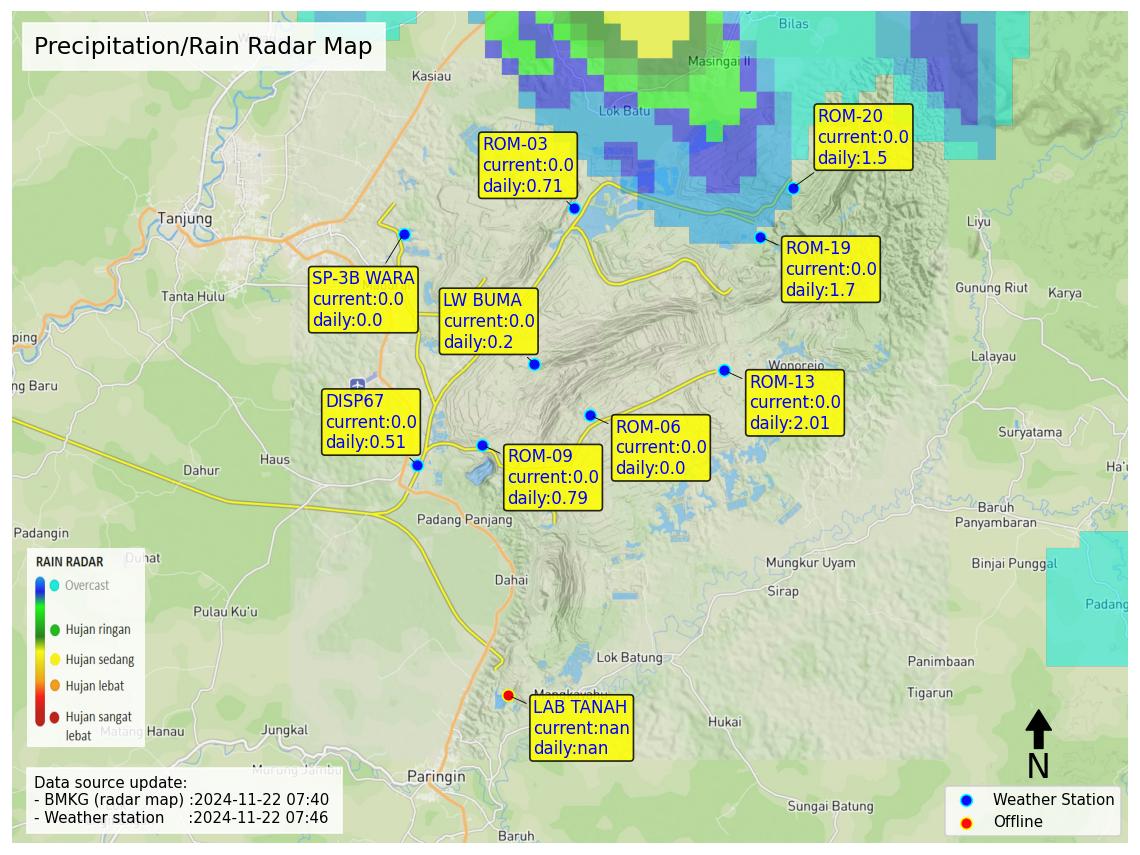 Precipitation/Rain Radar Map
Bilas
Masingai II
Kasiau
Lok Batu
ROM-20
current:0.0
daily:1.5
ROM-03
current:0.0
daily:0.71
Tanjung
Liyu
ROM-19
current:0.0
daily:1.7
SP-3B WARA
current:0.0
daily:0.0
Tanta Hulu
LW BUMA
current:0.0
daily:0.2
Gunung Riut
Karya
ping
Lalayau
Wonorejo
ng Baru
ROM-13
current:0.0
daily:2.01
DISP67
current:0.0
daily:0.51
ROM-06
current:0.0
daily:0.0
Suryatama
ROM-09
current:0.0
daily:0.79
Haus
Dahur
Ha'u
Baruh
Panyambaran
Padang Panjang
Padangin
Duhat
Mungkur Uyam
Binjai Punggal
Dahai
Sirap
Padang
Pulau Ku'u
RAIN RADAR
Overcast
Hujan ringan
Hujan sedang
Hujan lebat
Hujan sangat
lebat
Lok Batung
Panimbaan
Tigarun
LAB TANAH
current:nan
daily:nan
Matang Hanau
Jungkal
Hukai
Paringin
Sungai Batung
Baruh
Data source update:
- BMKG (radar map) :2024-11-22 07:40
- Weather station :2024-11-22 07:46
N
Weather Station
Offline